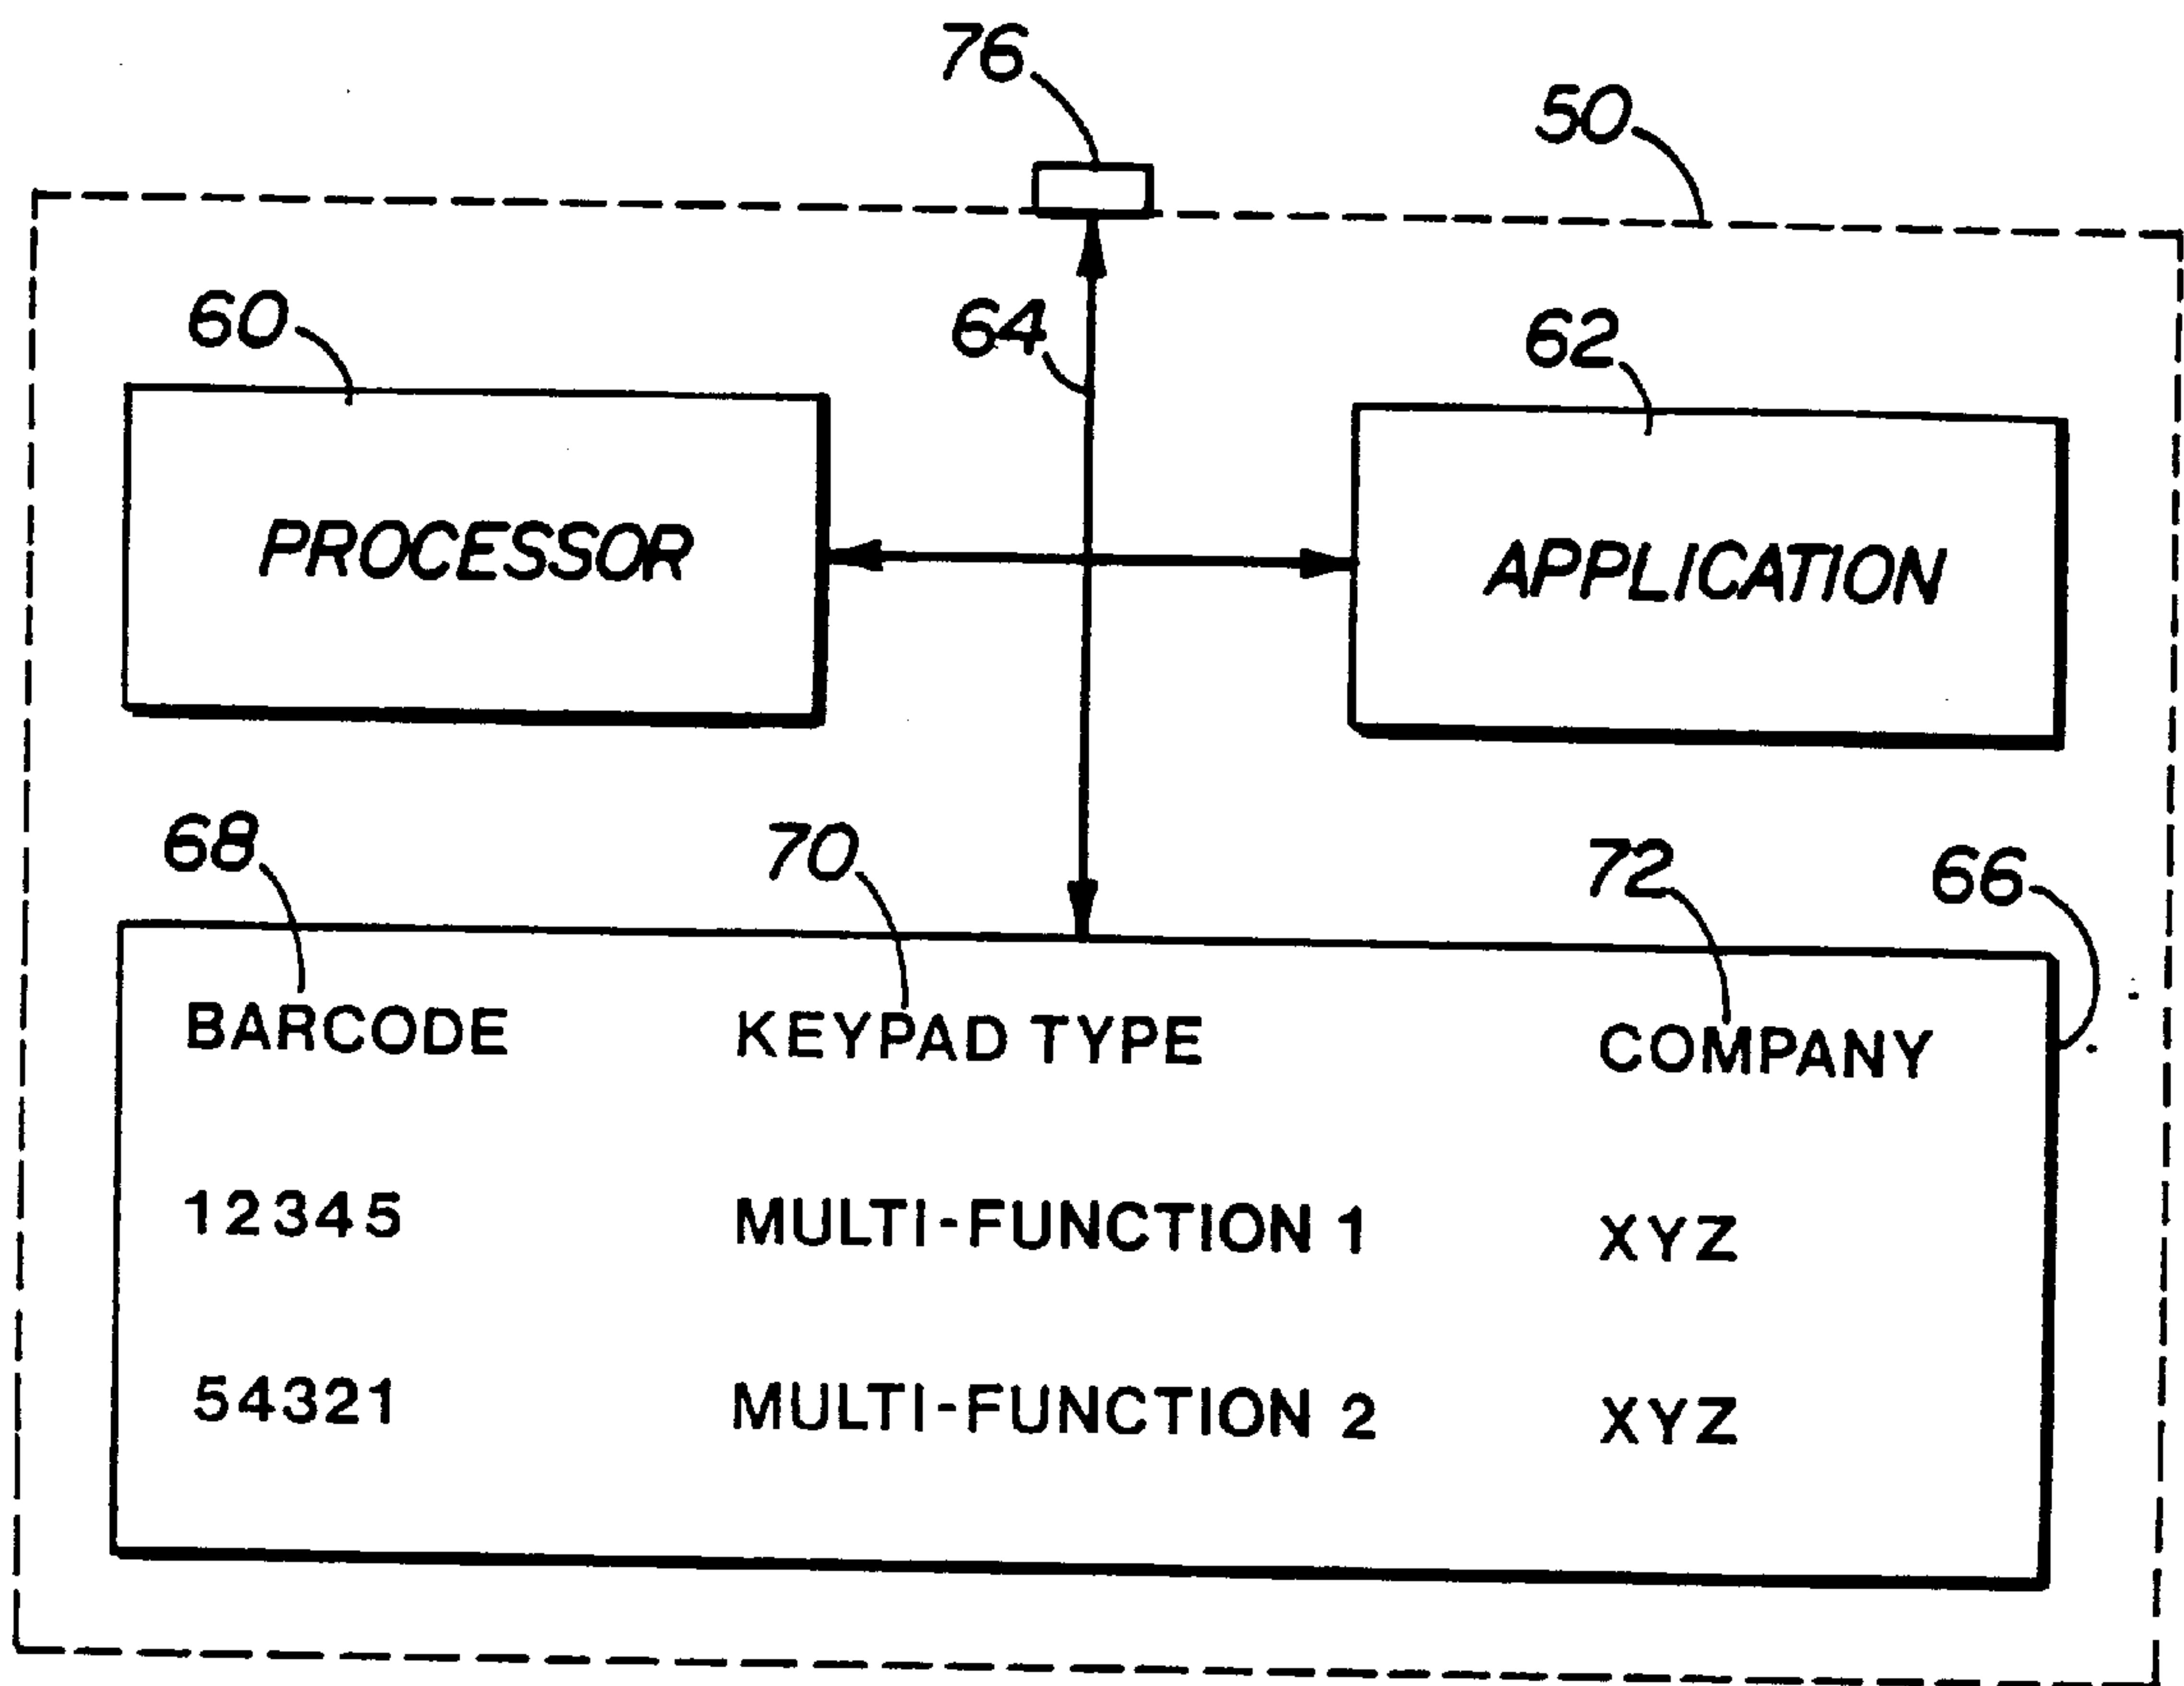 76
50
60
64
62
PROCESSOR
APPLICATION
68
70
72
66
BARCODE KEYPAD TYPE COMPANY
12345 MULTI-FUNCTION 1 XYZ
54321 MULTI-FUNCTION 2 XYZ